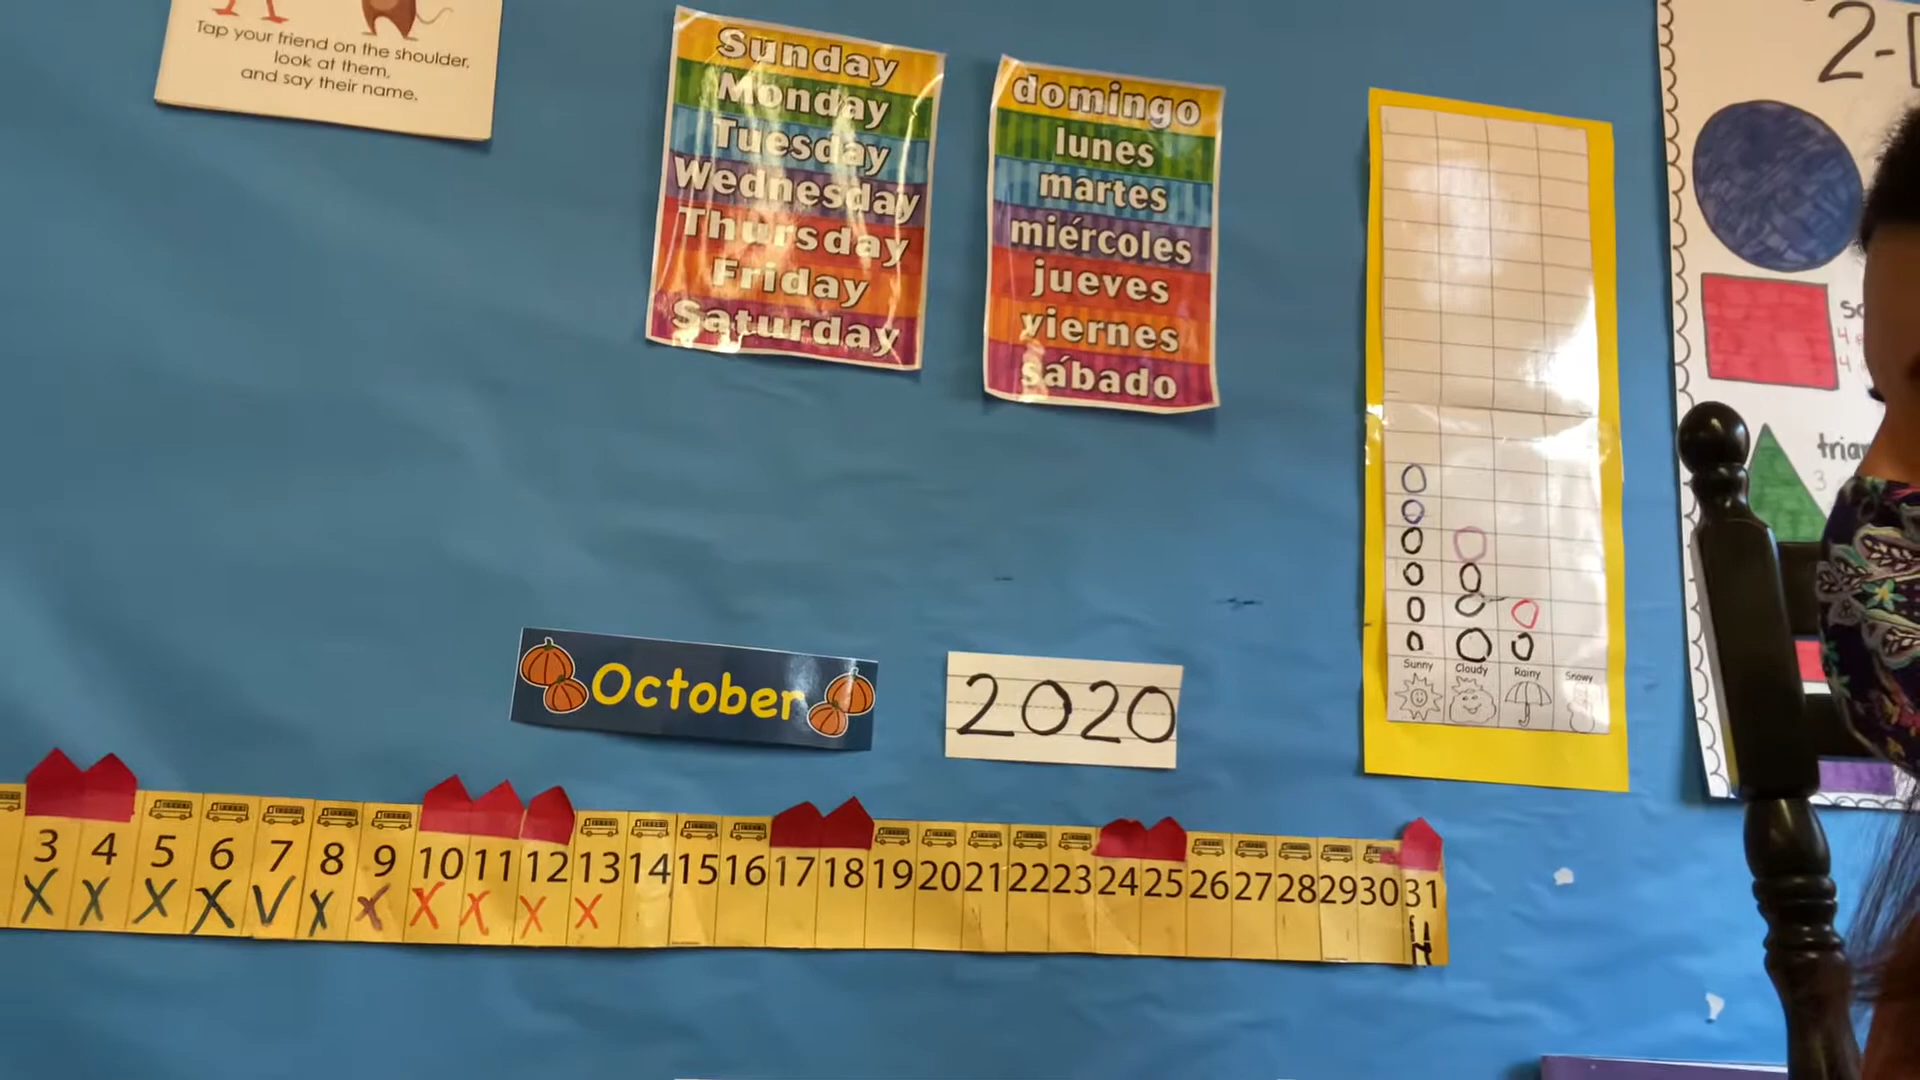 Tap your friend on the shoulder,
look at them,
and say their name.
Sunday
Monday
Tuesday
Wednesday
Thursday
Friday
Saturday
domingo
lunes
martes
miércoles
jueves
viernes
sábado
Sunny Cloudy Rainy Snowy
2-
4
4
3
October
2020
3 4 5 6 7 8 9 10 11 12 13 14 15 16 17 18 19 20 21 22 23 24 25 26 27 28 29 30 31
X X X X V X X X X X X